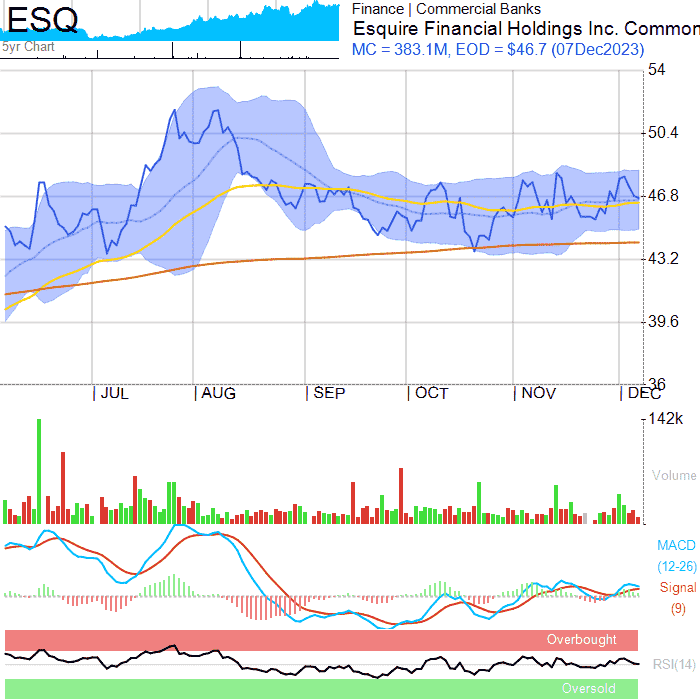 ESQ
5yr Chart
Finance | Commercial Banks
Esquire Financial Holdings Inc. Common
MC = 383.1M, EOD = $46.7 (07Dec2023)
54
50.4
46.8
43.2
39.6
36
JUL AUG SEP OCT NOV DEC
142k
Volume
MACD
(12-26)
Signal
(9)
Overbought
RSI(14)
Oversold